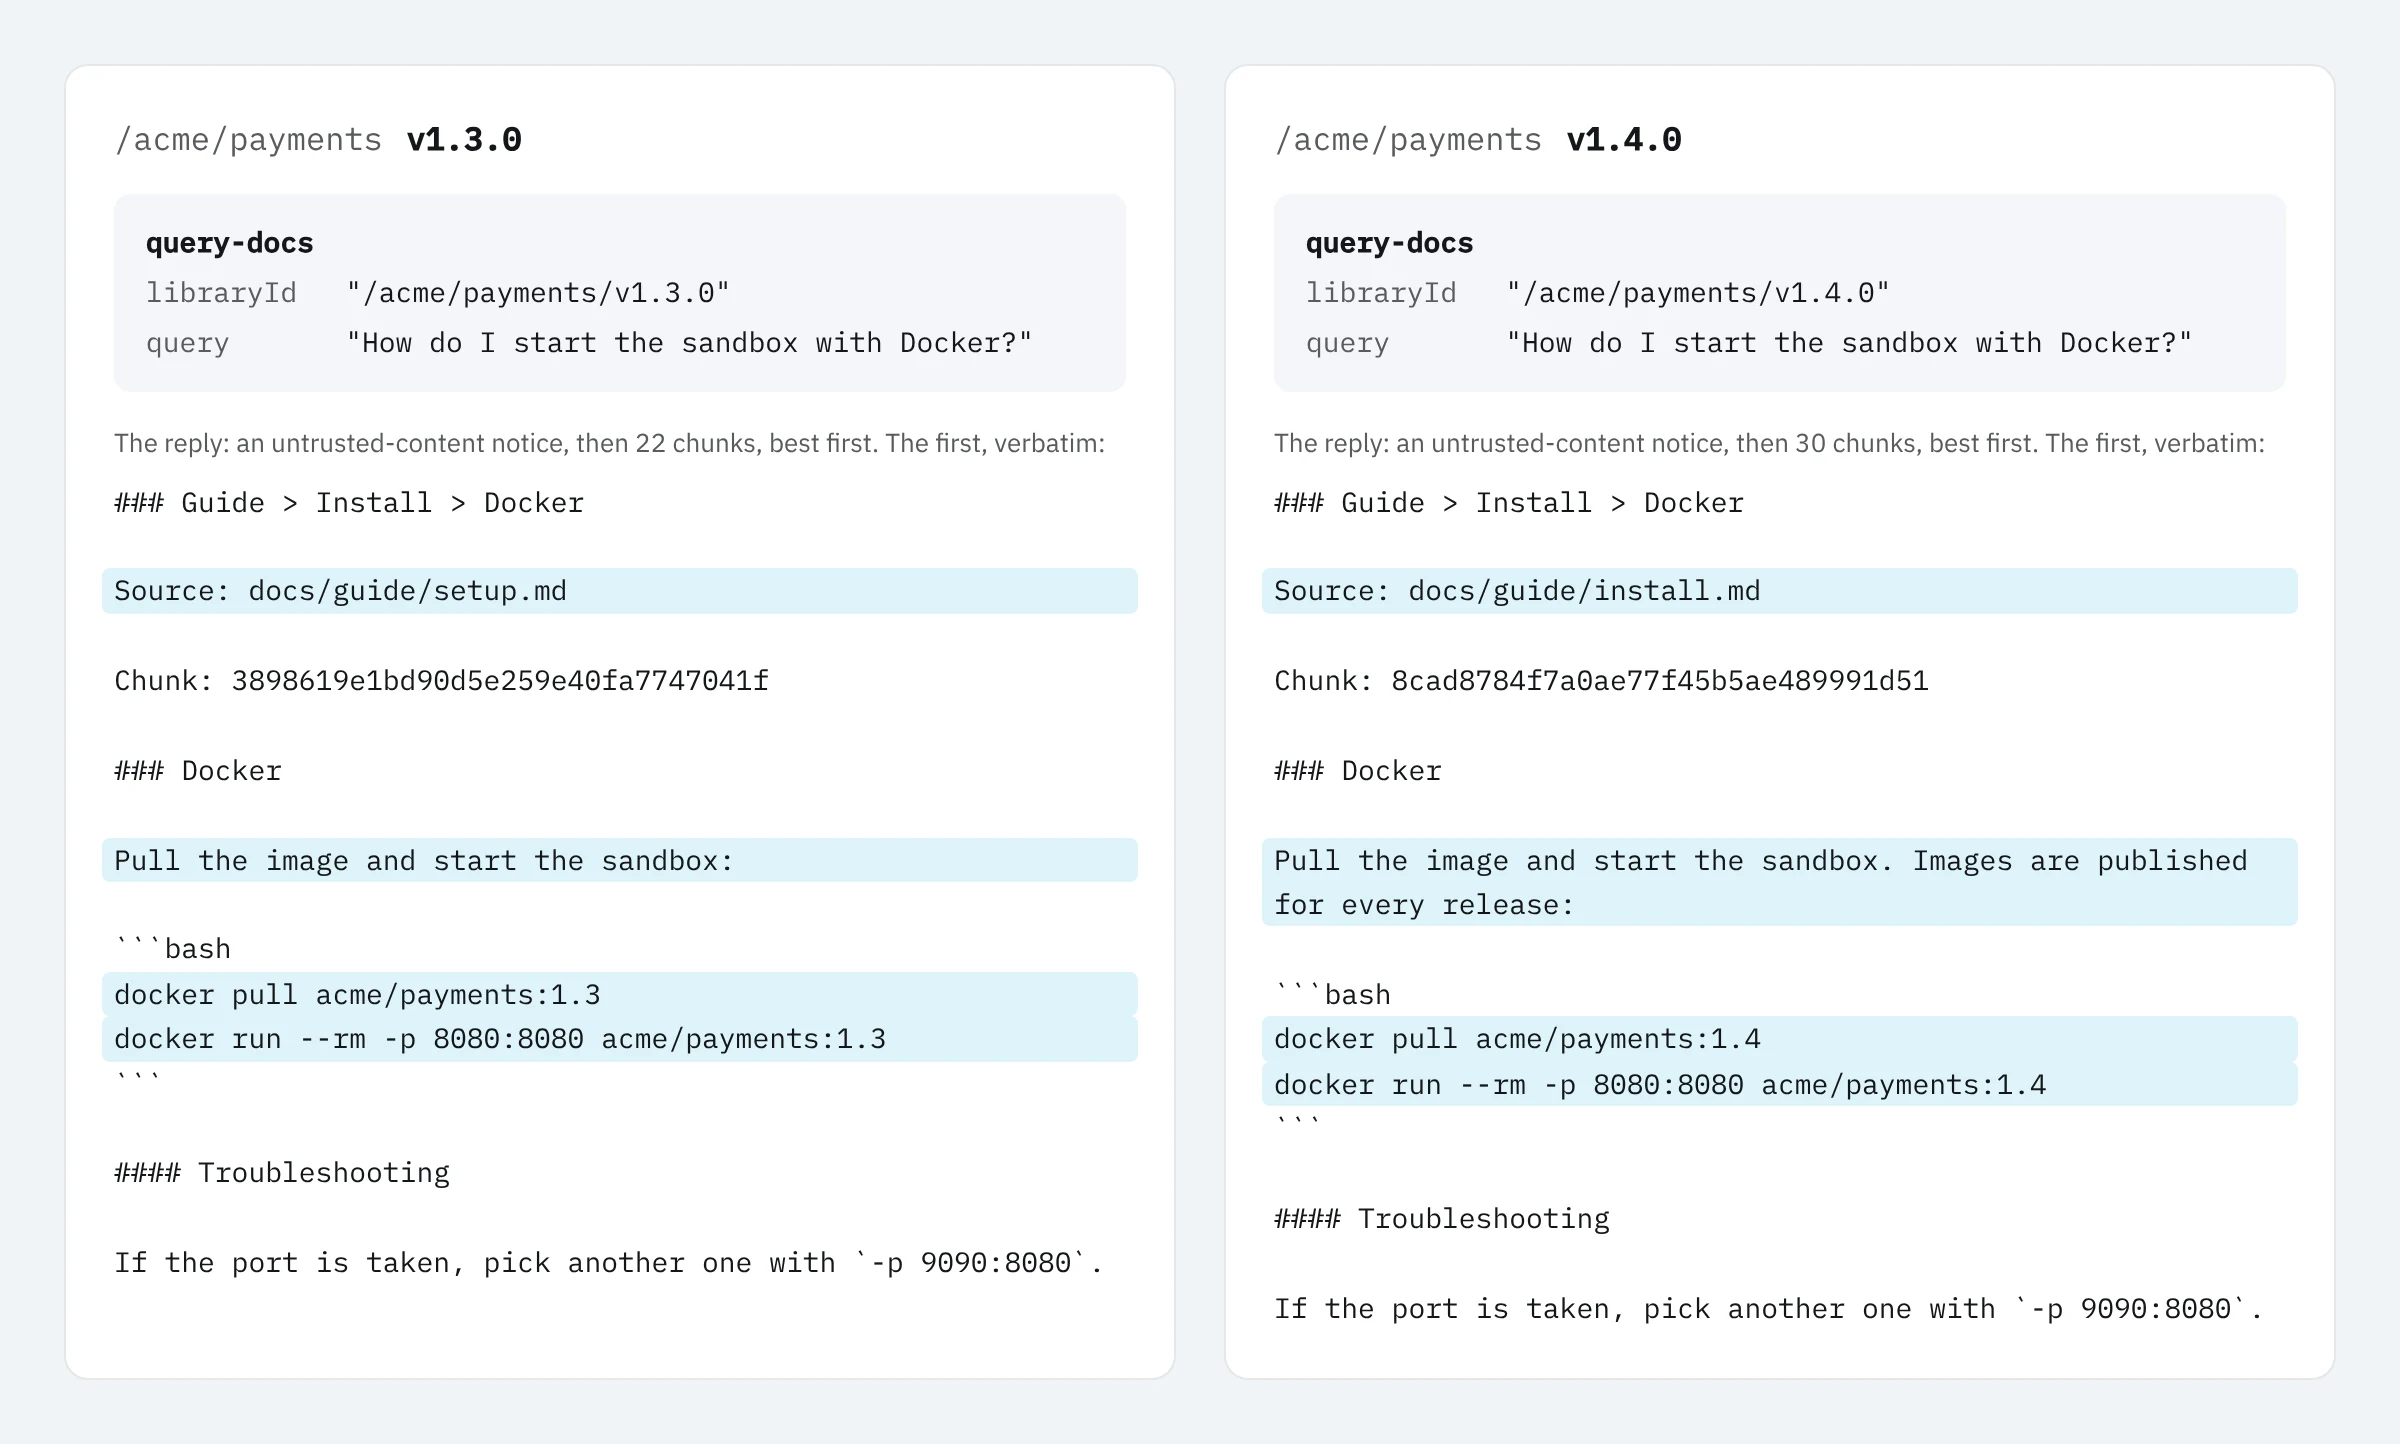 /acme/payments v1.3.0
query-docs
libraryId "/acme/payments/v1.3.0"
query "How do I start the sandbox with Docker?"
The reply: an untrusted-content notice, then 22 chunks, best first. The first, verbatim:
### Guide > Install > Docker
Source: docs/guide/setup.md
Chunk: 3898619e1bd90d5e259e40fa7747041f
### Docker
Pull the image and start the sandbox:
```bash
docker pull acme/payments:1.3
docker run --rm -p 8080:8080 acme/payments:1.3
```
#### Troubleshooting
If the port is taken, pick another one with `-p 9090:8080`.
/acme/payments v1.4.0
query-docs
libraryId "/acme/payments/v1.4.0"
query "How do I start the sandbox with Docker?"
The reply: an untrusted-content notice, then 30 chunks, best first. The first, verbatim:
### Guide > Install > Docker
Source: docs/guide/install.md
Chunk: 8cad8784f7a0ae77f45b5ae489991d51
### Docker
Pull the image and start the sandbox. Images are published
for every release:
```bash
docker pull acme/payments:1.4
docker run --rm -p 8080:8080 acme/payments:1.4
```
#### Troubleshooting
If the port is taken, pick another one with `-p 9090:8080`.